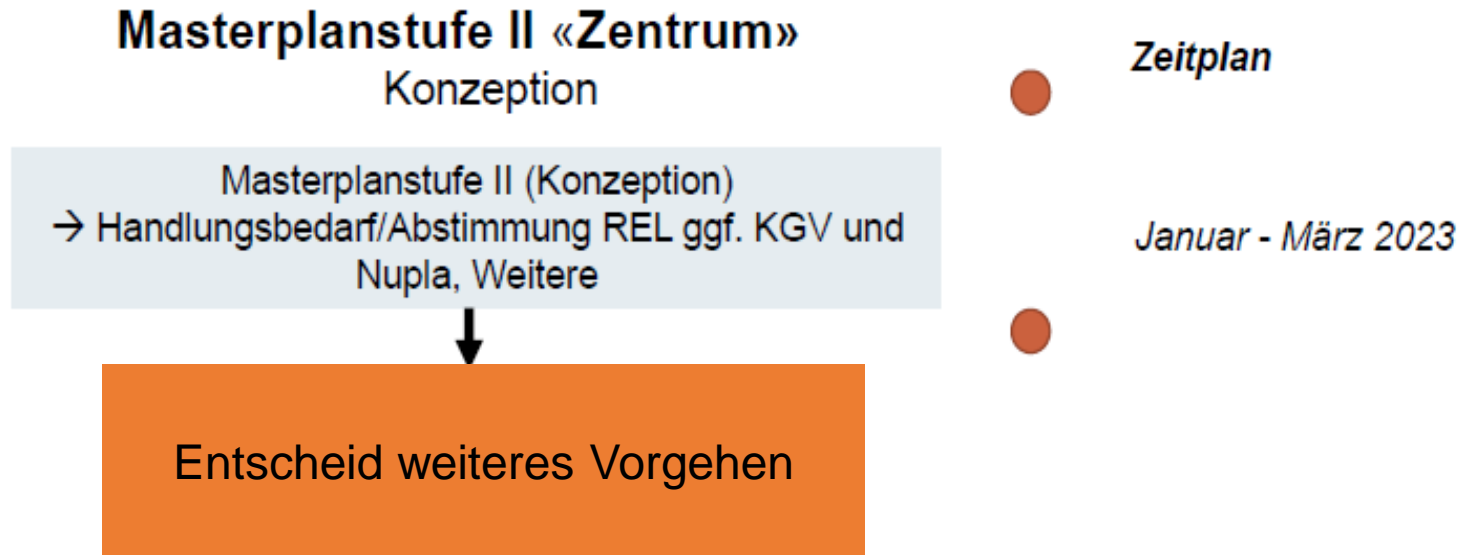 Masterplanstufe II «Zentrum»
Konzeption
Zeitplan
Masterplanstufe II (Konzeption)
→ Handlungsbedarf/Abstimmung REL ggf. KGV und
Nupla, Weitere
Januar - März 2023
Entscheid weiteres Vorgehen